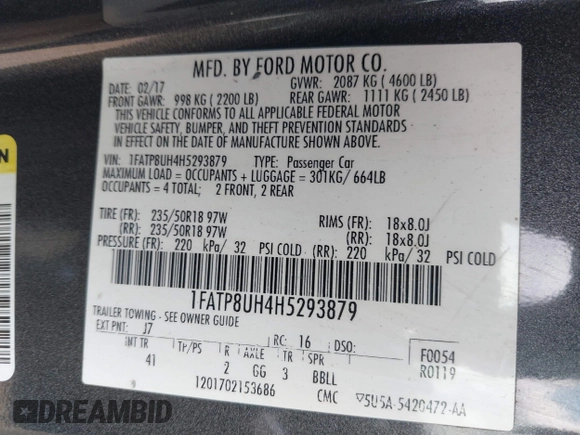 MFD. BY FORD MOTOR CO.
DATE: 02/17 GVWR: 2087 KG ( 4600 LB)
FRONT GAWR: 998 KG ( 2200 LB) REAR GAWR: 1111 KG ( 2450 LB)
THIS VEHICLE CONFORMS TO ALL APPLICABLE FEDERAL MOTOR
VEHICLE SAFETY, BUMPER, AND THEFT PREVENTION STANDARDS
IN EFFECT ON THE DATE OF MANUFACTURE SHOWN ABOVE.
VIN: 1FATP8UH4H5293879 TYPE: Passenger Car
MAXIMUM LOAD = OCCUPANTS + LUGGAGE = 301KG/ 664LB
OCCUPANTS = 4 TOTAL; 2 FRONT, 2 REAR
TIRE (FR): 235/50R18 97W RIMS (FR): 18x8.0J
(RR): 235/50R18 97W (RR): 18x8.0J
PRESSURE (FR): 220 kPa/ 32 PSI COLD (RR): 220 kPa/ 32 PSI COLD
1FATP8UH4H5293879
TRAILER TOWING - SEE OWNER GUIDE
EXT PNT: J7 RC: 16 DSO: F0054
R0119
INT TR TP/PS R AXLE TR SPR
41 2 GG 3 BBLL
1201702153686 CMC ▽5U5A-5420472-AA
DREAMBID